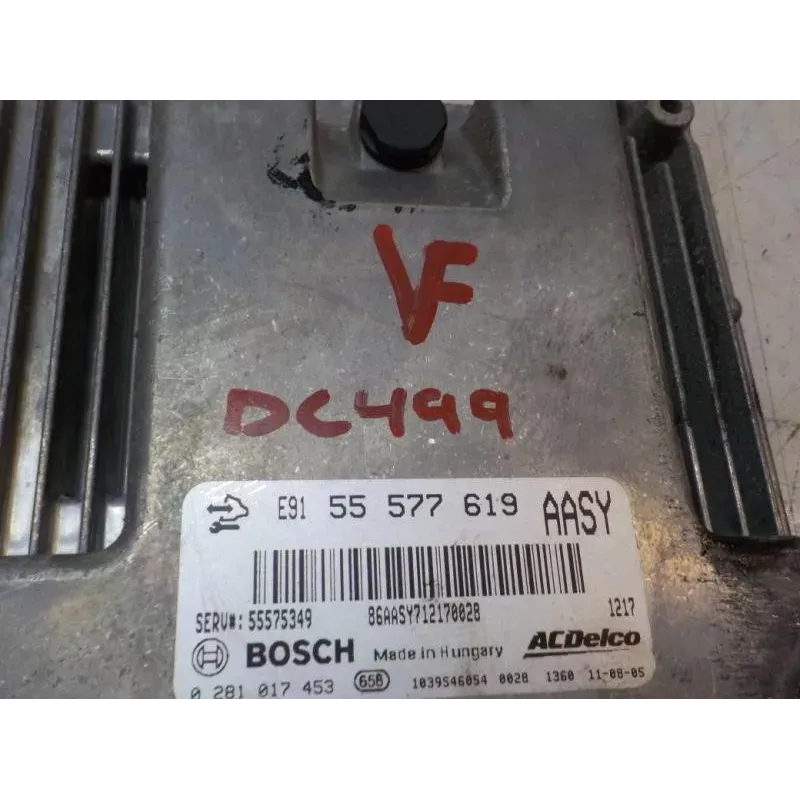 VF
DC499
E91 55 577 619 AASY
SERV#: 55575349 86AASY712170028 1217
BOSCH Made in Hungary ACDelco
0 281 017 453 65B 1039S46054 0028 1360 11-08-05